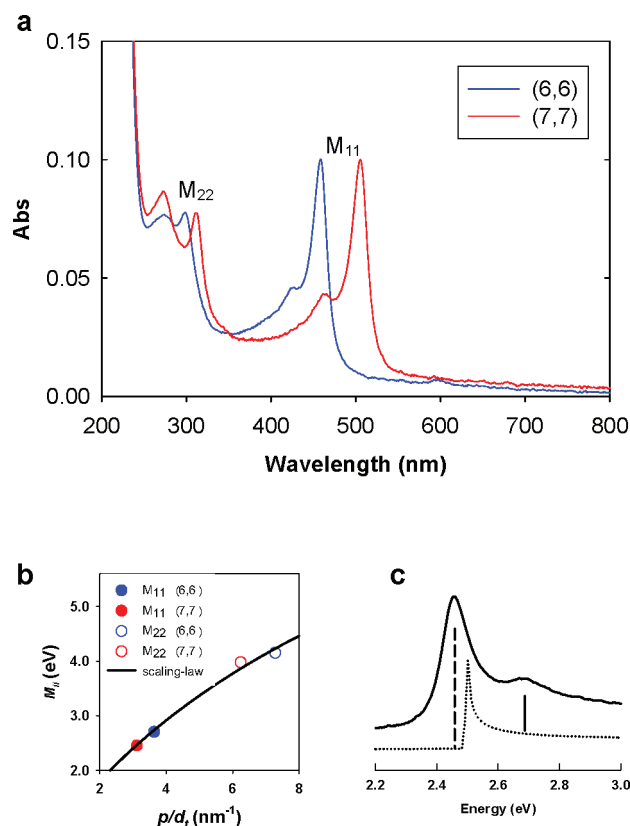 a
0.15
0.10
0.05
0.00
Abs
M22
M11
(6,6)
(7,7)
200 300 400 500 600 700 800
Wavelength (nm)
b
5.0
4.0
3.0
2.0
Mii (eV)
M11 (6,6)
M11 (7,7)
M22 (6,6)
M22 (7,7)
scaling-law
4 6 8
p/dt (nm-1)
c
2.2 2.4 2.6 2.8 3.0
Energy (eV)